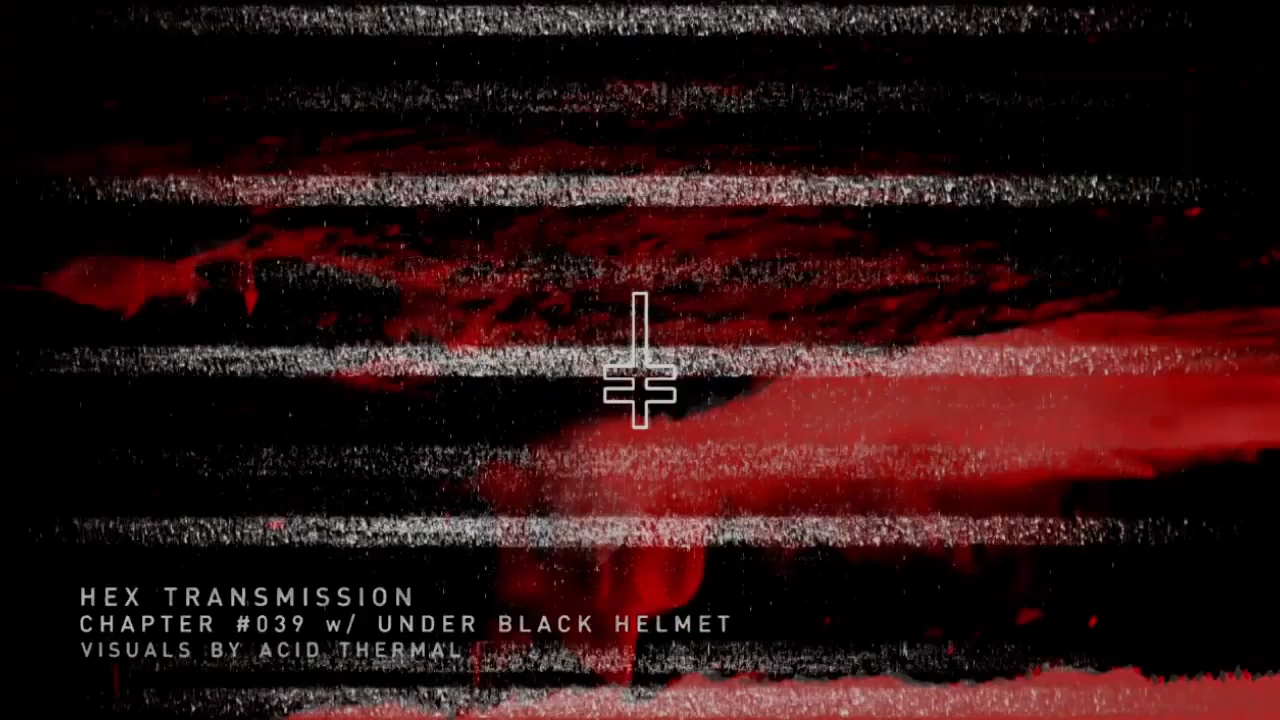 HEX TRANSMISSION
CHAPTER #039 w/ UNDER BLACK HELMET
VISUALS BY ACID THERMAL